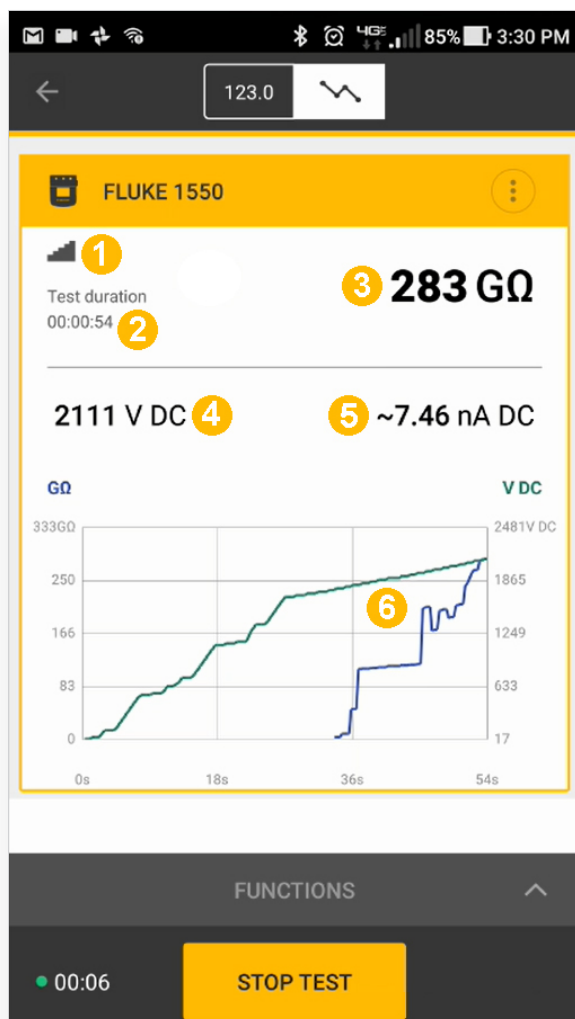 4GE 85% 3:30 PM
123.0
FLUKE 1550
1
Test duration
00:00:54 2
3 283 GΩ
2111 V DC 4
5 ~7.46 nA DC
GΩ V DC
333GΩ 2481V DC
250 1865
6
166 1249
83 633
0 17
0s 18s 36s 54s
FUNCTIONS
00:06 STOP TEST